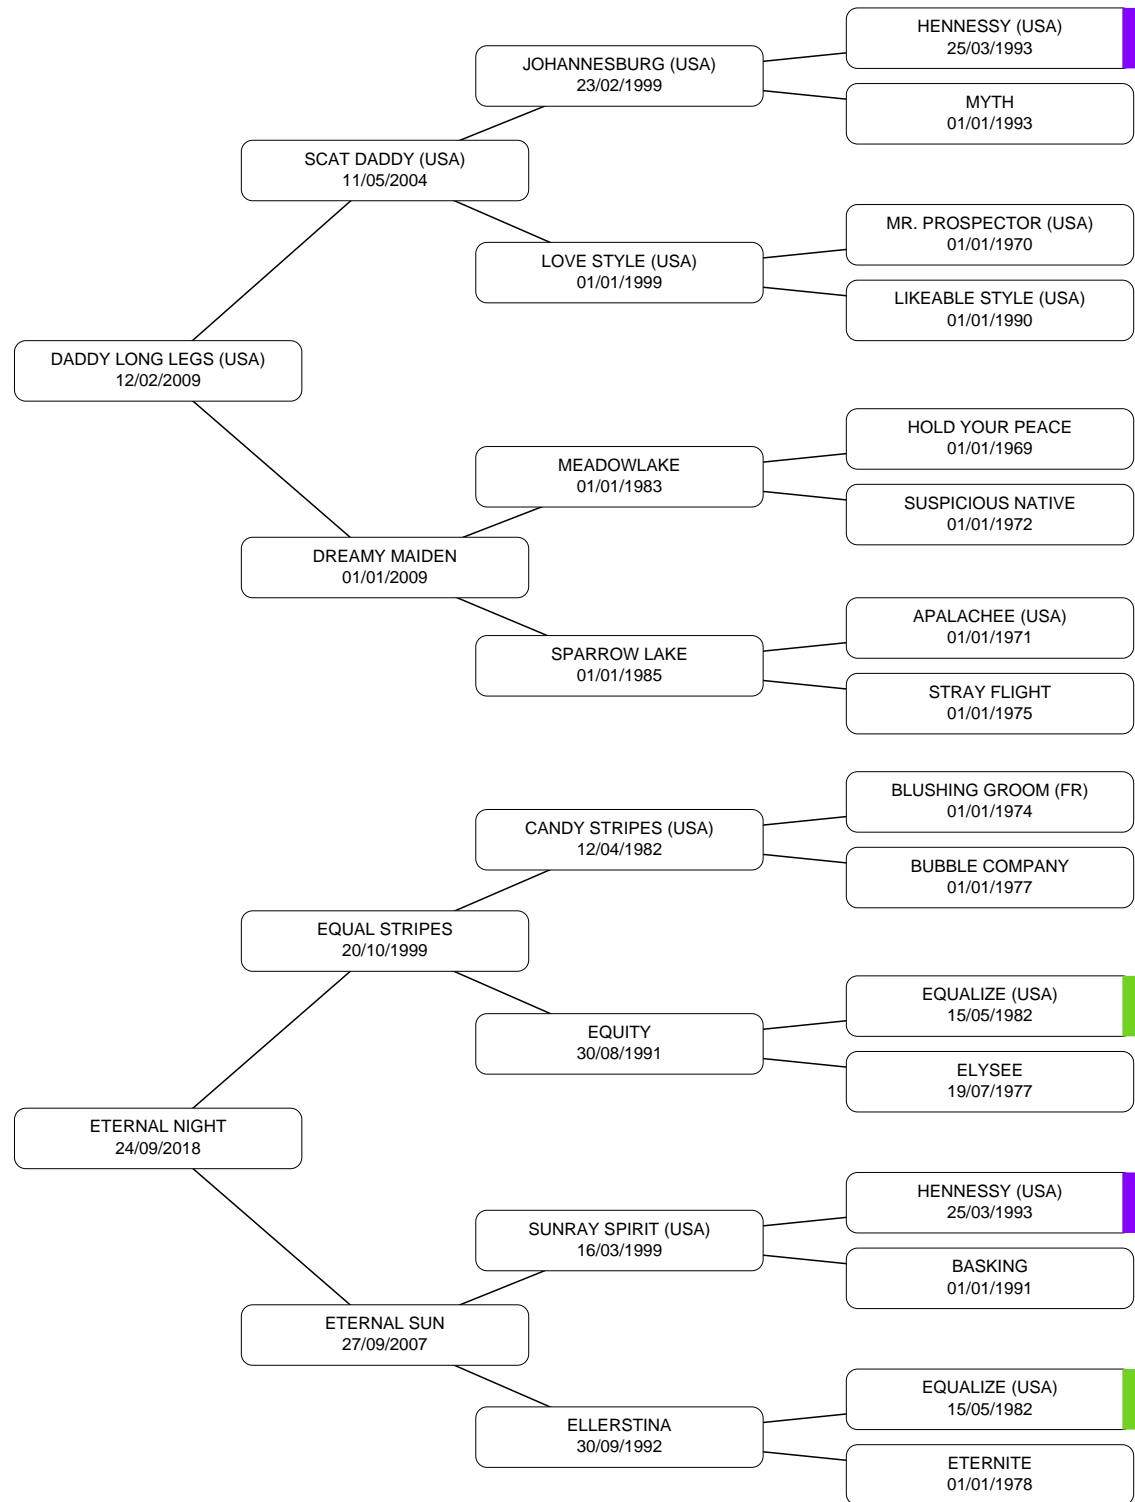 HENNESSY (USA)
25/03/1993
JOHANNESBURG (USA)
23/02/1999
MYTH
01/01/1993
SCAT DADDY (USA)
11/05/2004
MR. PROSPECTOR (USA)
01/01/1970
LOVE STYLE (USA)
01/01/1999
LIKEABLE STYLE (USA)
01/01/1990
DADDY LONG LEGS (USA)
12/02/2009
HOLD YOUR PEACE
01/01/1969
MEADOWLAKE
01/01/1983
SUSPICIOUS NATIVE
01/01/1972
DREAMY MAIDEN
01/01/2009
APALACHEE (USA)
01/01/1971
SPARROW LAKE
01/01/1985
STRAY FLIGHT
01/01/1975
BLUSHING GROOM (FR)
01/01/1974
CANDY STRIPES (USA)
12/04/1982
BUBBLE COMPANY
01/01/1977
EQUAL STRIPES
20/10/1999
EQUALIZE (USA)
15/05/1982
EQUITY
30/08/1991
ELYSEE
19/07/1977
ETERNAL NIGHT
24/09/2018
HENNESSY (USA)
25/03/1993
SUNRAY SPIRIT (USA)
16/03/1999
BASKING
01/01/1991
ETERNAL SUN
27/09/2007
EQUALIZE (USA)
15/05/1982
ELLERSTINA
30/09/1992
ETERNITE
01/01/1978